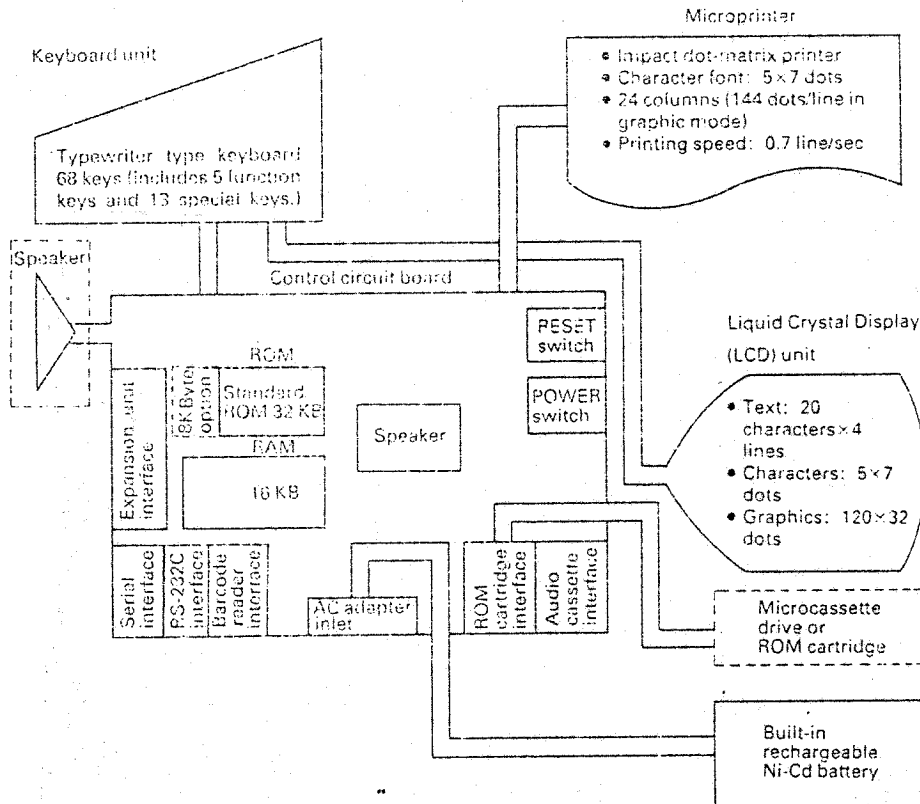 Microprinter
Keyboard unit
• Impact dot-matrix printer
• Character font: 5×7 dots
• 24 columns (144 dots/line in
graphic mode)
• Printing speed: 0.7 line/sec
Typewriter type keyboard
68 keys (includes 5 function
keys and 13 special keys.)
Speaker
Control circuit board
RESET
switch
POWER
switch
ROM
8KByte
option
Standard
ROM 32 KB
RAM
16 KB
Speaker
Expansion unit
interface
Serial
interface
RS-232C
interface
Barcode
reader
interface
AC adapter
inlet
ROM
cartridge
interface
Audio
cassette
interface
Liquid Crystal Display
(LCD) unit
• Text: 20
characters×4
lines
• Characters: 5×7
dots
• Graphics: 120×32
dots
Microcassette
drive or
ROM cartridge
Built-in
rechargeable
Ni-Cd battery